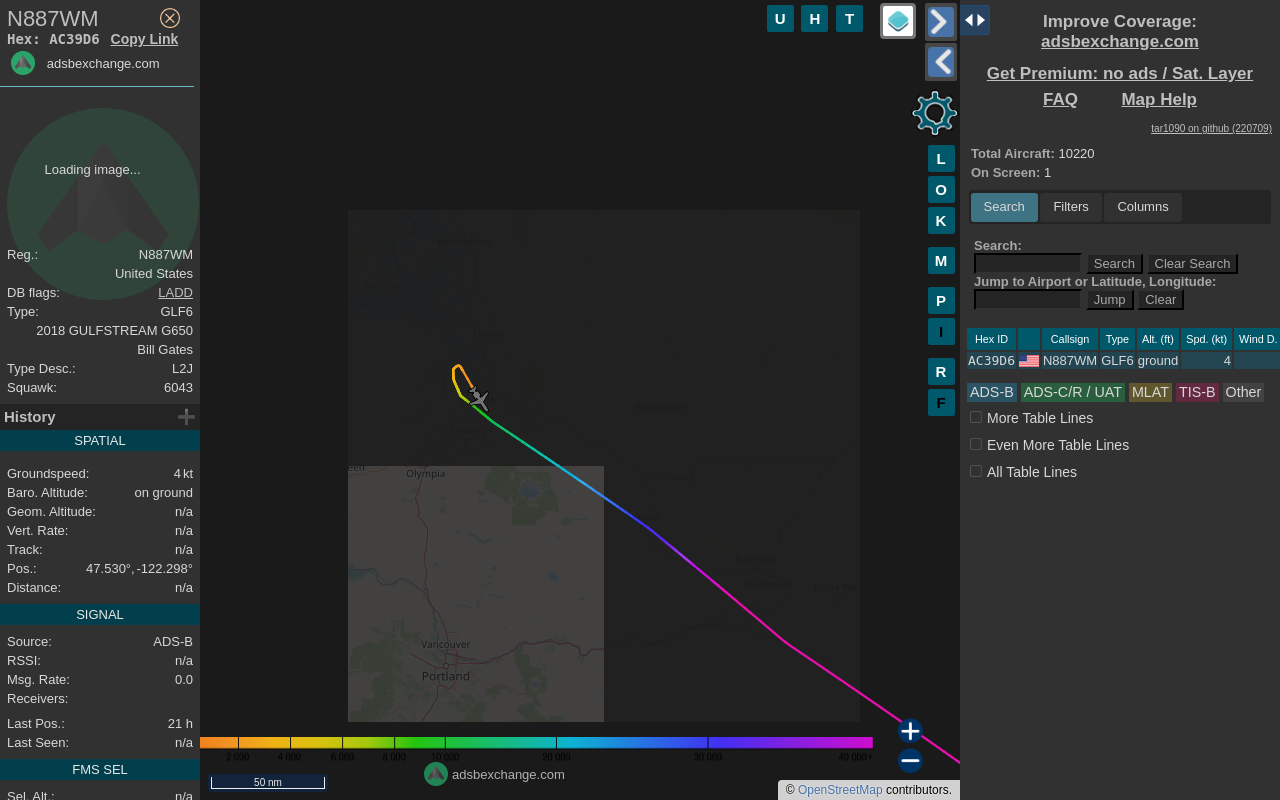 N887WM
Hex: AC39D6 Copy Link
adsbexchange.com
Loading image...
Reg.: N887WM
United States
DB flags: LADD
Type: GLF6
2018 GULFSTREAM G650
Bill Gates
Type Desc.: L2J
Squawk: 6043
History
SPATIAL
Groundspeed: 4 kt
Baro. Altitude: on ground
Geom. Altitude: n/a
Vert. Rate: n/a
Track: n/a
Pos.: 47.530°, -122.298°
Distance: n/a
SIGNAL
Source: ADS-B
RSSI: n/a
Msg. Rate: 0.0
Receivers:
Last Pos.: 21 h
Last Seen: n/a
FMS SEL
Sel. Alt.: n/a
U H T
L
O
K
M
P
I
R
F
Olympia
Vancouver
Portland
2 000 4 000 6 000 8 000 10 000 20 000 30 000 40 000+
50 nm
adsbexchange.com
© OpenStreetMap contributors.
Improve Coverage:
adsbexchange.com
Get Premium: no ads / Sat. Layer
FAQ Map Help
tar1090 on github (220709)
Total Aircraft: 10220
On Screen: 1
Search Filters Columns
Search:
Search Clear Search
Jump to Airport or Latitude, Longitude:
Jump Clear
Hex ID Callsign Type Alt. (ft) Spd. (kt) Wind D.
AC39D6 N887WM GLF6 ground 4
ADS-B ADS-C/R / UAT MLAT TIS-B Other
More Table Lines
Even More Table Lines
All Table Lines